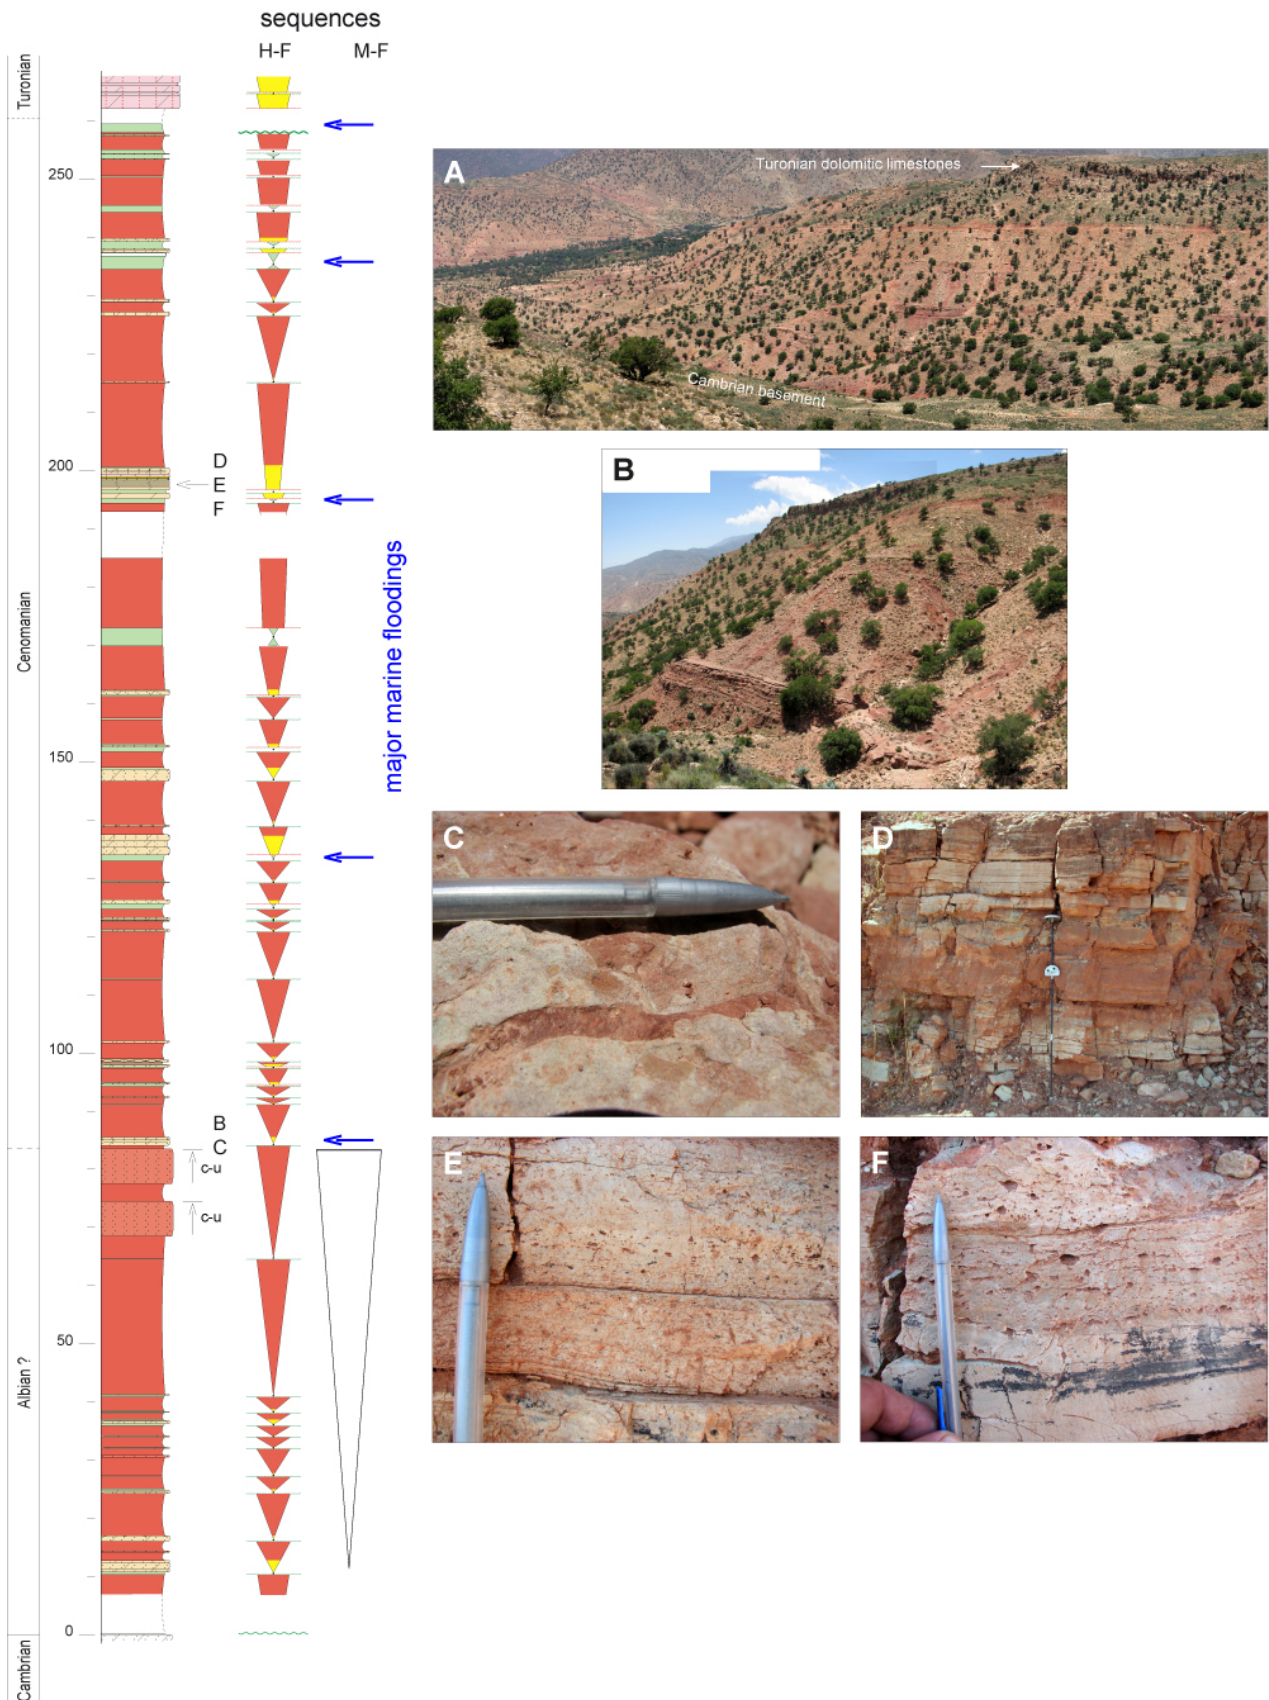 sequences
H-F M-F
Turonian
Cenomanian
Albian ?
Cambrian
250
200
150
100
50
0
D
E
F
B
C
c-u
c-u
major marine floodings
A
Turonian dolomitic limestones
Cambrian basement
B
C
D
E
F